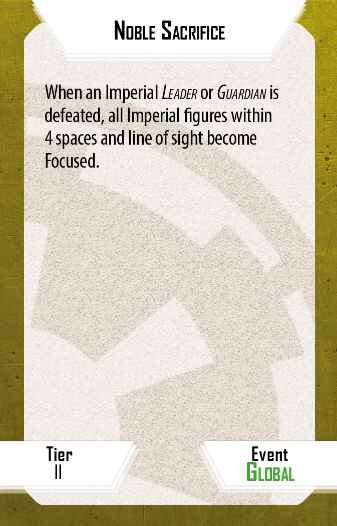 Noble Sacrifice
When an Imperial Leader or Guardian is
defeated, all Imperial figures within
4 spaces and line of sight become
Focused.
Tier
II
Event
Global